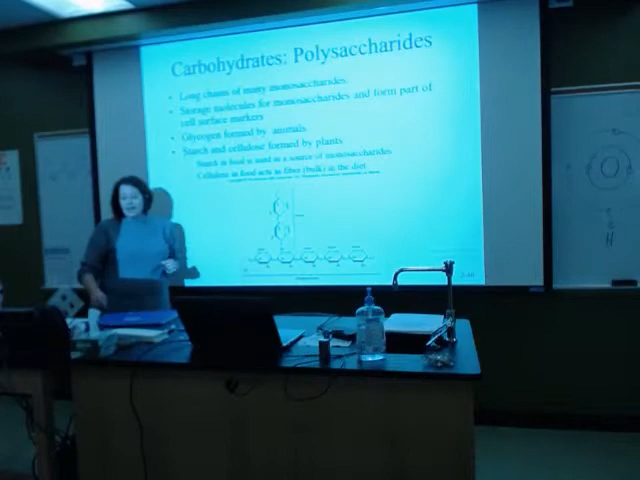 Carbohydrates: Polysaccharides
• Long chains of many monosaccharides.
• Storage molecules for monosaccharides and form part of
cell surface markers
• Glycogen formed by animals.
• Starch and cellulose formed by plants
Starch in food is used as a source of monosaccharides
Cellulose in food acts as fiber (bulk) in the diet